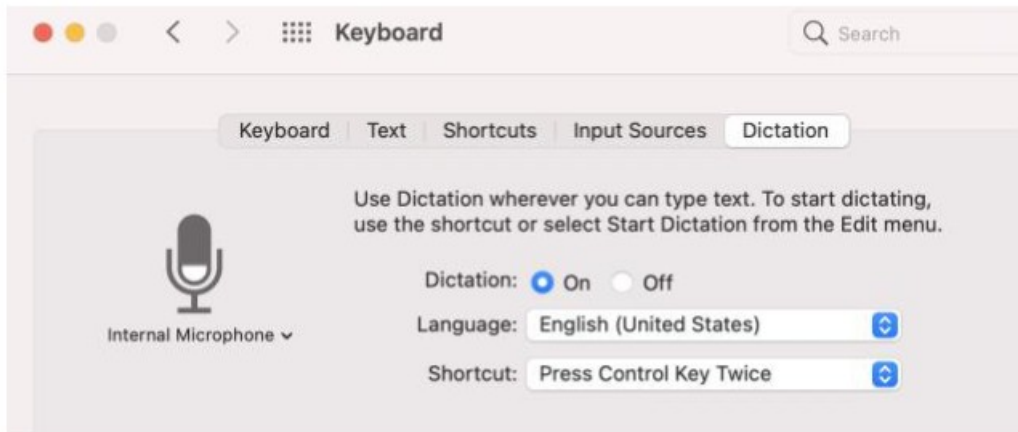 Keyboard
Search
Keyboard Text Shortcuts Input Sources Dictation
Use Dictation wherever you can type text. To start dictating,
use the shortcut or select Start Dictation from the Edit menu.
Dictation: On Off
Internal Microphone
Language: English (United States)
Shortcut: Press Control Key Twice